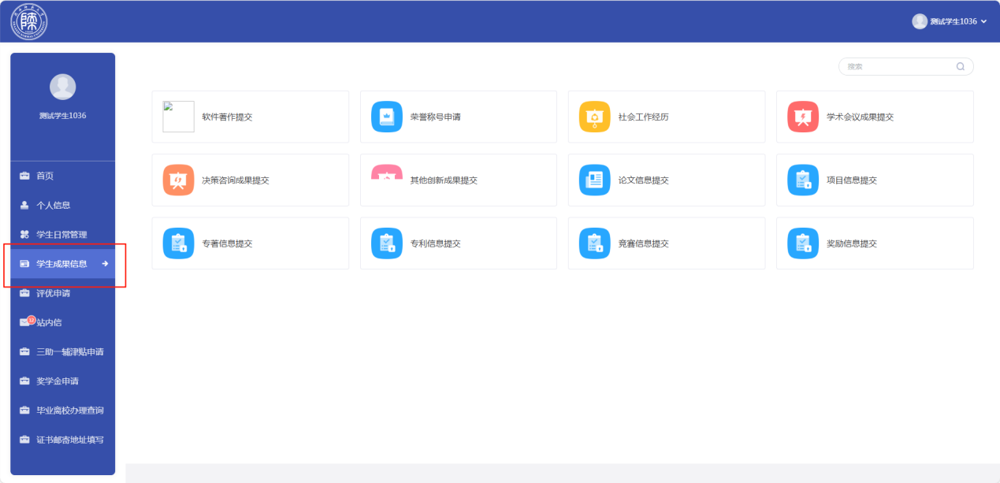 测试学生1036
搜索
测试学生1036
首页
个人信息
学生日常管理
学生成果信息
评优申请
站内信
三助一辅津贴申请
奖学金申请
毕业离校办理查询
证书邮寄地址填写
软件著作提交
荣誉称号申请
社会工作经历
学术会议成果提交
决策咨询成果提交
其他创新成果提交
论文信息提交
项目信息提交
专著信息提交
专利信息提交
竞赛信息提交
奖励信息提交